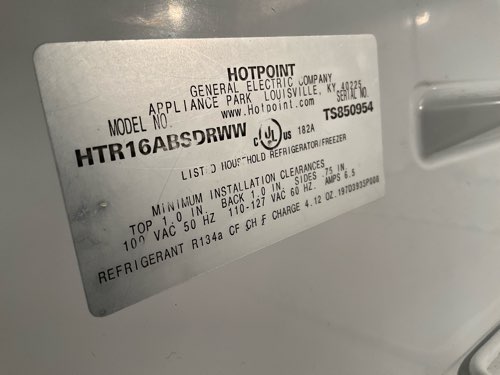 HOTPOINT
GENERAL ELECTRIC COMPANY
APPLIANCE PARK LOUISVILLE, KY 40225
www.Hotpoint.com
MODEL NO. SERIAL NO.
HTR16ABSDRWW c UL US 182A TS850954
LISTED HOUSEHOLD REFRIGERATOR/FREEZER
MINIMUM INSTALLATION CLEARANCES
TOP 1.0 IN. BACK 1.0 IN. SIDES .75 IN.
100 VAC 50 HZ 110-127 VAC 60 HZ. AMPS 6.5
REFRIGERANT R134a CF CH F CHARGE 4.12 OZ.